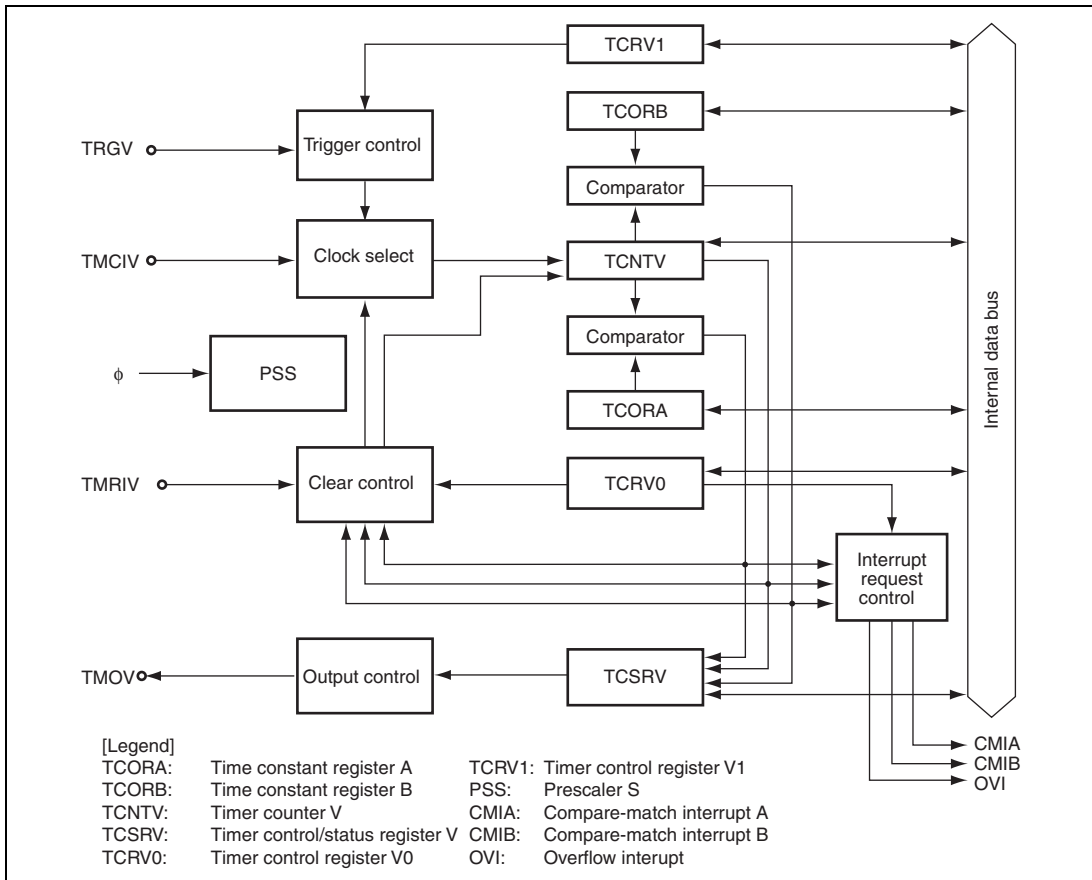 TCRV1
TCORB
Trigger control
TRGV
Comparator
TMCIV
Clock select
TCNTV
Comparator
φ
PSS
TCORA
Internal data bus
TMRIV
Clear control
TCRV0
Interrupt
request
control
TMOV
Output control
TCSRV
CMIA
CMIB
OVI
[Legend]
TCORA: Time constant register A
TCORB: Time constant register B
TCNTV: Timer counter V
TCSRV: Timer control/status register V
TCRV0: Timer control register V0
TCRV1: Timer control register V1
PSS: Prescaler S
CMIA: Compare-match interrupt A
CMIB: Compare-match interrupt B
OVI: Overflow interupt